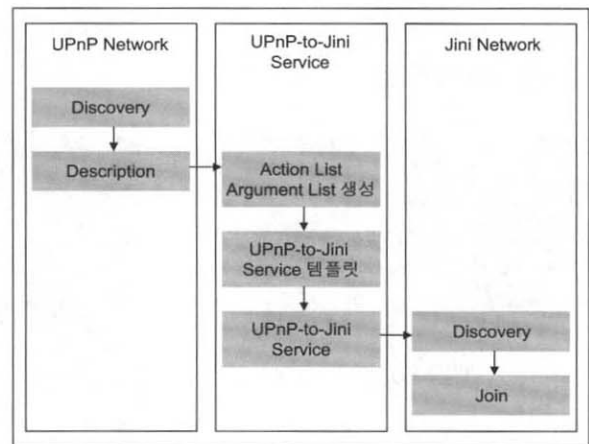 UPnP Network
Discovery
Description
UPnP-to-Jini
Service
Action List
Argument List 생성
UPnP-to-Jini
Service 템플릿
UPnP-to-Jini
Service
Jini Network
Discovery
Join